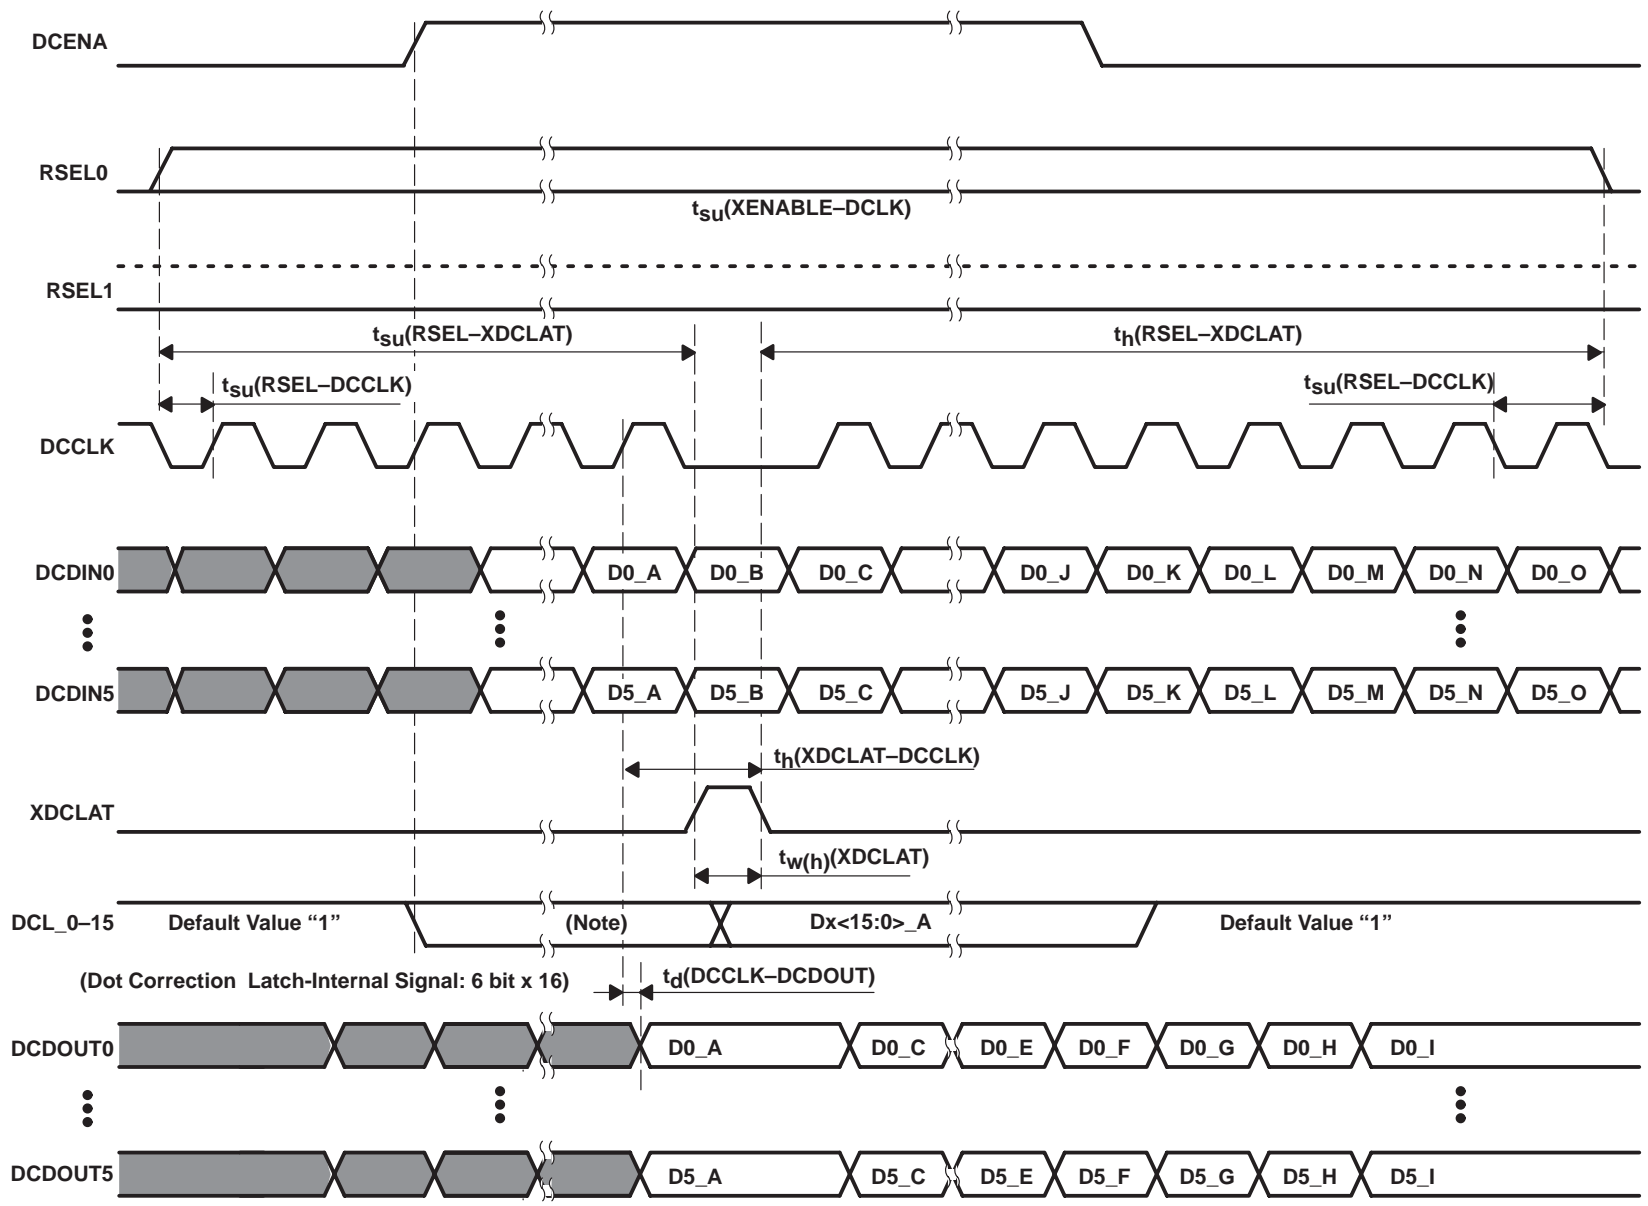 DCENA
RSEL0
tsu(XENABLE–DCLK)
RSEL1
tsu(RSEL–XDCLAT)
th(RSEL–XDCLAT)
tsu(RSEL–DCCLK)
tsu(RSEL–DCCLK)
DCCLK
DCDIN0 D0_A D0_B D0_C D0_J D0_K D0_L D0_M D0_N D0_O
DCDIN5 D5_A D5_B D5_C D5_J D5_K D5_L D5_M D5_N D5_O
th(XDCLAT–DCCLK)
XDCLAT
tw(h)(XDCLAT)
DCL_0–15 Default Value “1” (Note) Dx<15:0>_A Default Value “1”
(Dot Correction Latch-Internal Signal: 6 bit x 16)
td(DCCLK–DCDOUT)
DCDOUT0 D0_A D0_C D0_E D0_F D0_G D0_H D0_I
DCDOUT5 D5_A D5_C D5_E D5_F D5_G D5_H D5_I